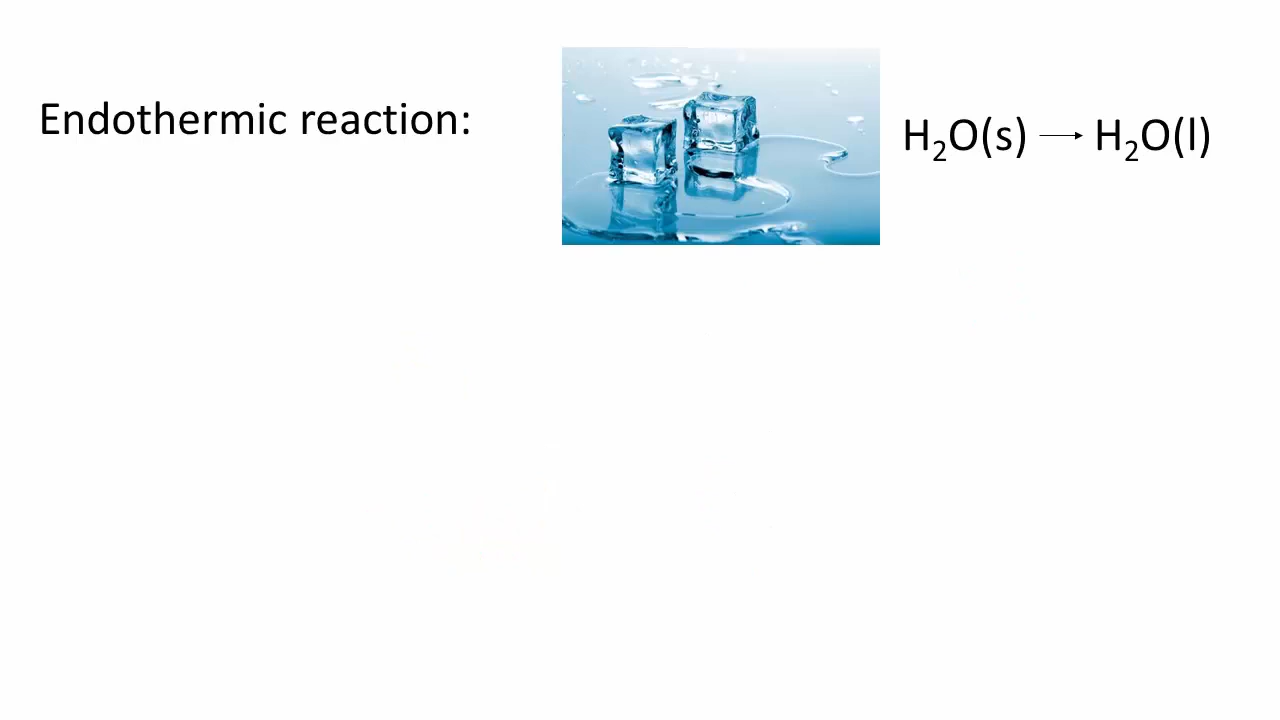 Endothermic reaction:
H₂O(s) → H₂O(l)